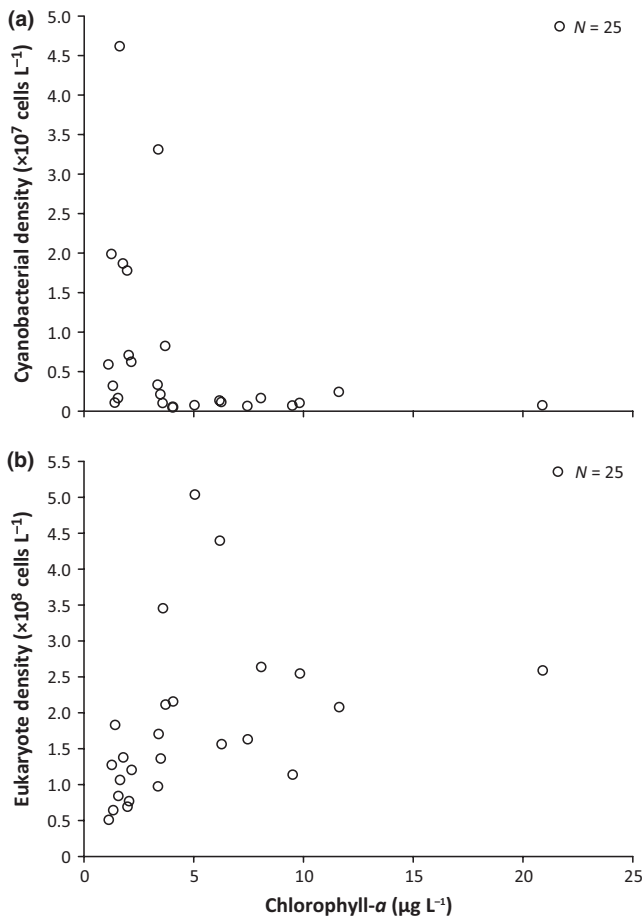 (a)
5.0
N = 25
4.5
4.0
3.5
3.0
2.5
2.0
1.5
1.0
0.5
0
Cyanobacterial density (×10⁷ cells L⁻¹)
(b)
5.5
N = 25
5.0
4.5
4.0
3.5
3.0
2.5
2.0
1.5
1.0
0.5
0
Eukaryote density (×10⁸ cells L⁻¹)
0 5 10 15 20 25
Chlorophyll-a (µg L⁻¹)